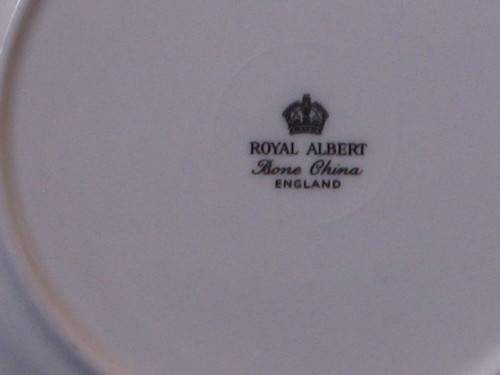 ROYAL ALBERT
Bone China
ENGLAND